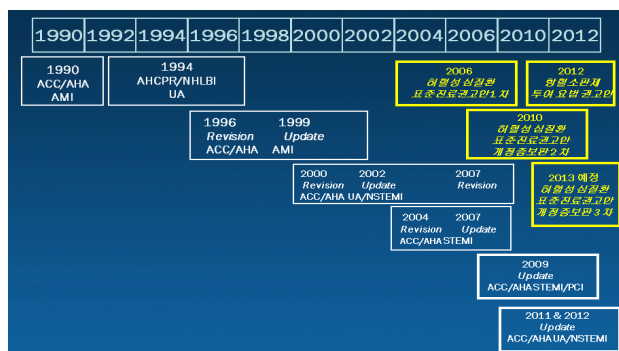 1990 1992 1994 1996 1998 2000 2002 2004 2006 2010 2012
1990
ACC/AHA
AMI
1994
AHCPR/NHLBI
UA
2006
허혈성 심질환
표준진료권고안1 차
2012
항혈소판제
투여 요법 권고안
1996 1999
Revision Update
ACC/AHA AMI
2010
허혈성 심질환
표준진료권고안
개정증보판 2 차
2000 2002 2007
Revision Update Revision
ACC/AHA UA/NSTEMI
2013 예정
허혈성 심질환
표준진료권고안
개정증보판 3 차
2004 2007
Revision Update
ACC/AHA STEMI
2009
Update
ACC/AHA STEMI/PCI
2011 & 2012
Update
ACC/AHA UA/NSTEMI